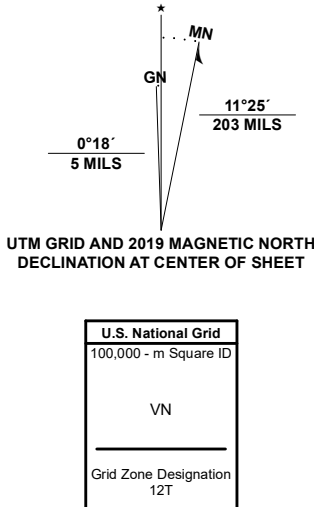 ★
MN
GN
11°25´
203 MILS
0°18´
5 MILS
UTM GRID AND 2019 MAGNETIC NORTH
DECLINATION AT CENTER OF SHEET
U.S. National Grid
100,000 - m Square ID
VN
Grid Zone Designation
12T